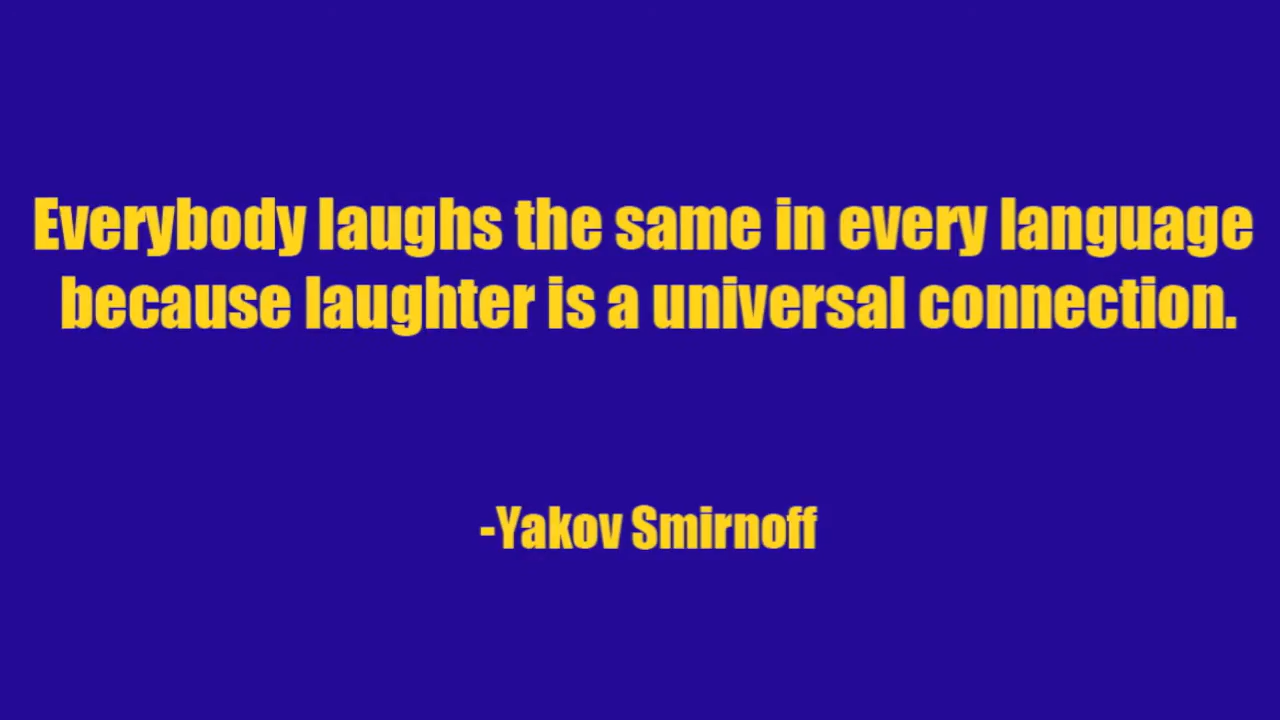 Everybody laughs the same in every language
because laughter is a universal connection.
-Yakov Smirnoff